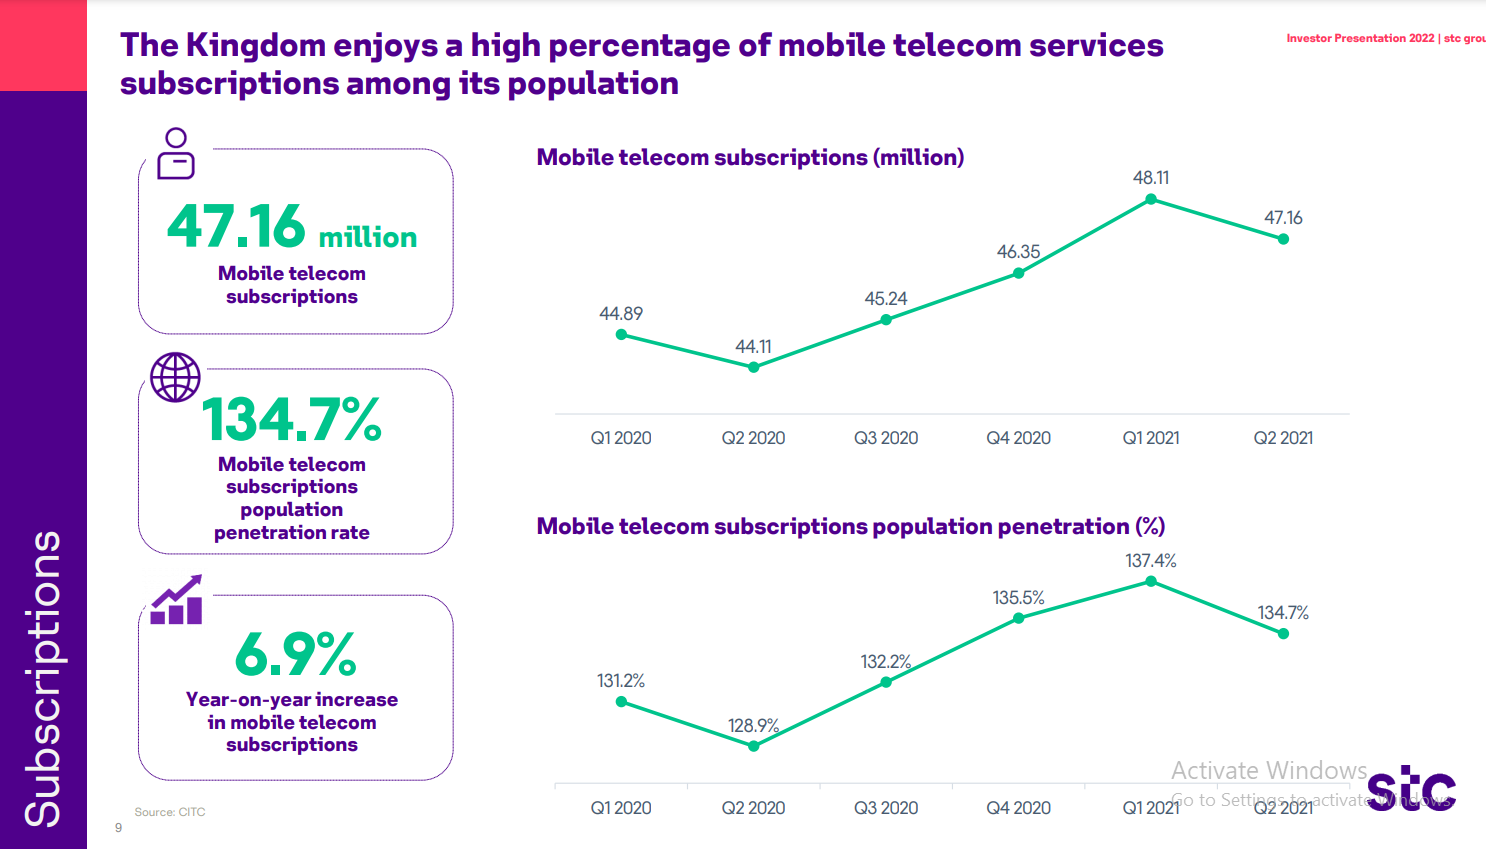 The Kingdom enjoys a high percentage of mobile telecom services
subscriptions among its population
Investor Presentation 2022 | stc grou
Subscriptions
47.16 million
Mobile telecom
subscriptions
134.7%
Mobile telecom
subscriptions
population
penetration rate
6.9%
Year-on-year increase
in mobile telecom
subscriptions
Mobile telecom subscriptions (million)
44.89
44.11
45.24
46.35
48.11
47.16
Q1 2020
Q2 2020
Q3 2020
Q4 2020
Q1 2021
Q2 2021
Mobile telecom subscriptions population penetration (%)
131.2%
128.9%
132.2%
135.5%
137.4%
134.7%
Q1 2020
Q2 2020
Q3 2020
Q4 2020
Q1 2021
Q2 2021
Activate Windows
Go to Settings to activate Windows.
stc
Source: CITC
9